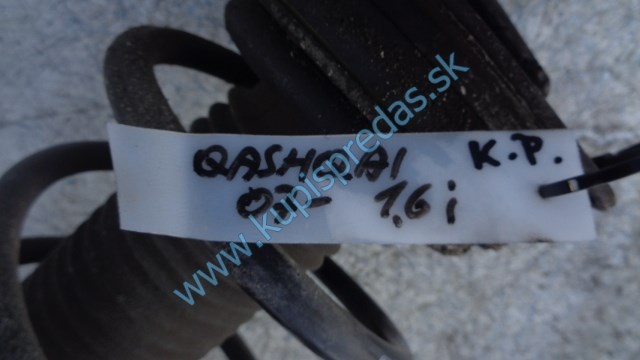 QASHQAI K.P.
07- 1,6i
www.kupispredas.sk